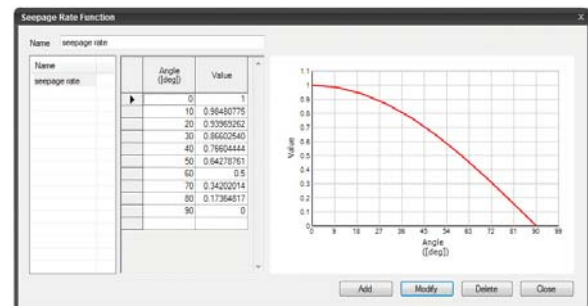 Seepage Rate Function X
Name seepage rate
Name
seepage rate
Angle ([deg]) Value
0 1
10 0.98480775
20 0.93969262
30 0.86602540
40 0.76604444
50 0.64278761
60 0.5
70 0.34202014
80 0.17364817
90 0
1.1
1
0.9
0.8
0.7
0.6
0.5
0.4
0.3
0.2
0.1
0 9 18 27 36 45 54 63 72 81 90 99
Value
Angle
([deg])
Add Modify Delete Close